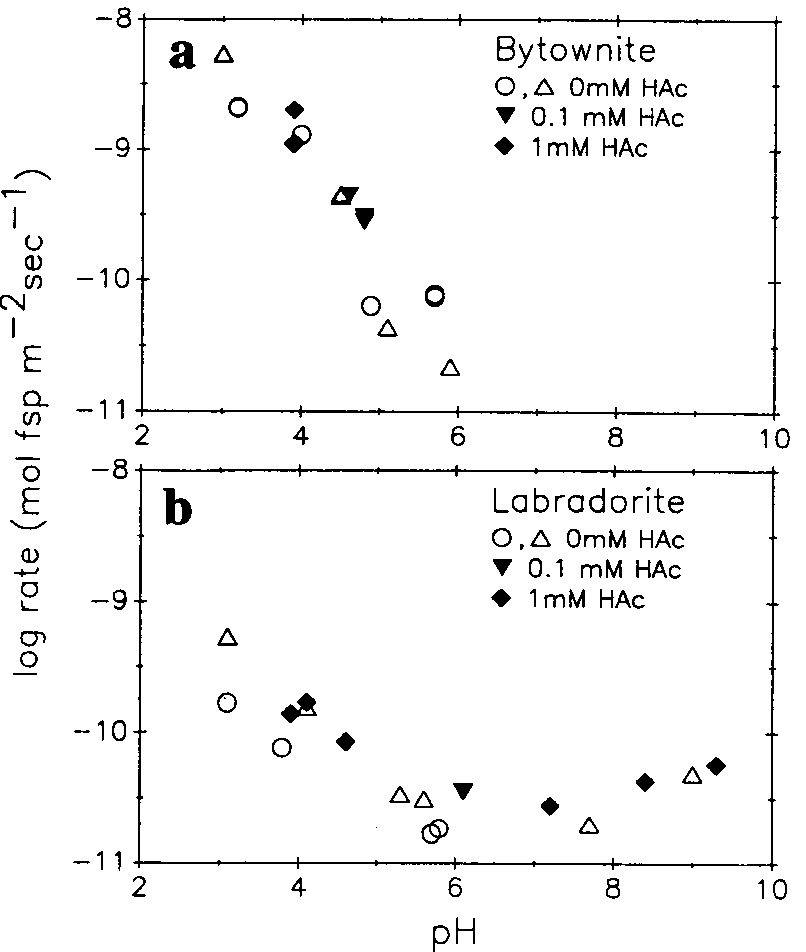 log rate (mol fsp m−2sec−1)
a
Bytownite
○,△ 0mM HAc
▼ 0.1 mM HAc
◆ 1mM HAc
−8
−9
−10
−11
2 4 6 8 10
b
Labradorite
○,△ 0mM HAc
▼ 0.1 mM HAc
◆ 1mM HAc
−8
−9
−10
−11
2 4 6 8 10
pH